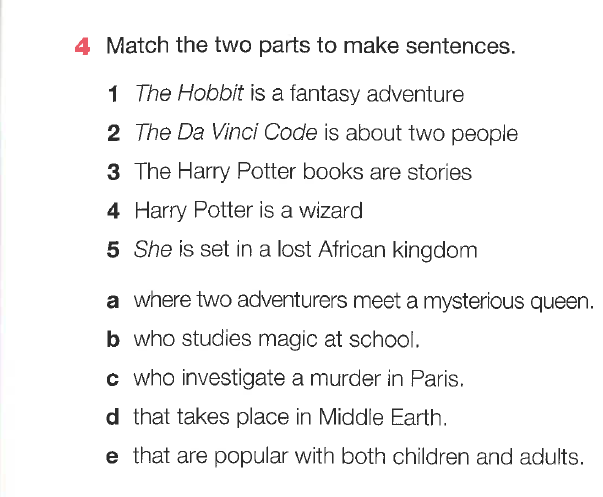 4 Match the two parts to make sentences.
1 The Hobbit is a fantasy adventure
2 The Da Vinci Code is about two people
3 The Harry Potter books are stories
4 Harry Potter is a wizard
5 She is set in a lost African kingdom
a where two adventurers meet a mysterious queen.
b who studies magic at school.
c who investigate a murder in Paris.
d that takes place in Middle Earth.
e that are popular with both children and adults.